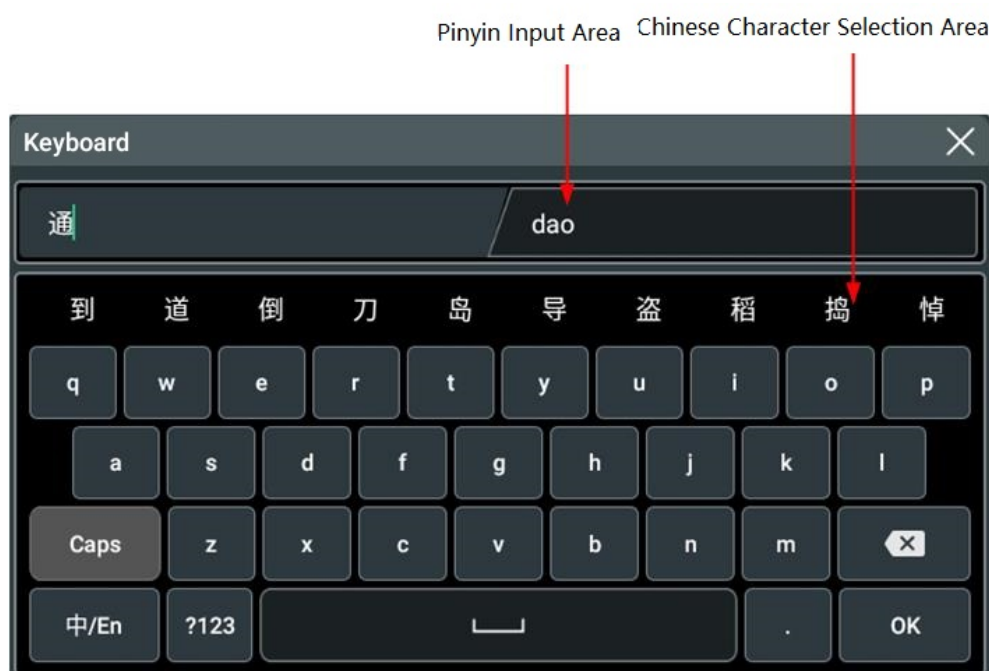 Pinyin Input Area Chinese Character Selection Area
Keyboard
通 dao
到 道 倒 刀 岛 导 盗 稻 捣 悼
q w e r t y u i o p
a s d f g h j k l
Caps z x c v b n m
中/En ?123 . OK